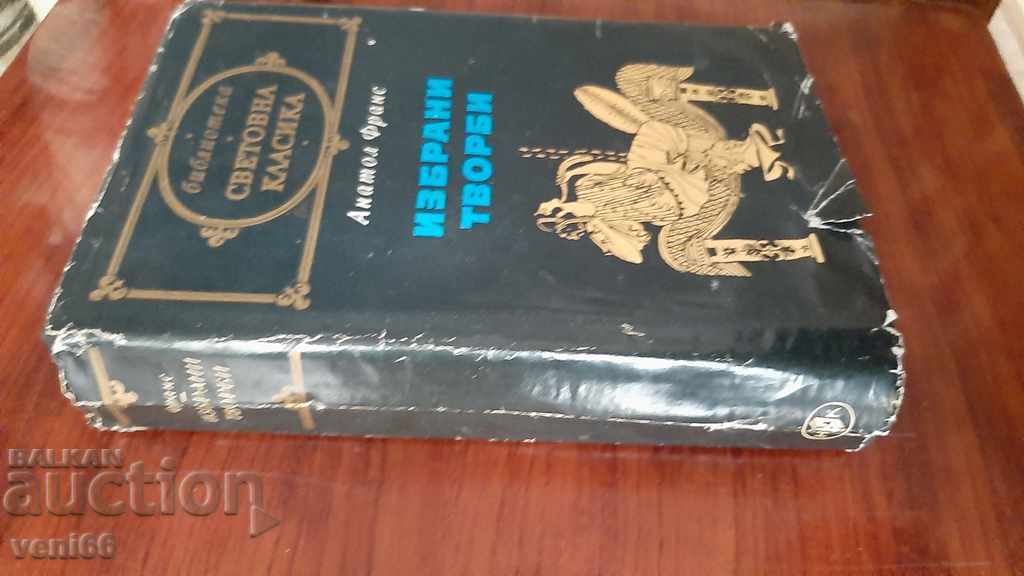 библиотека
СВЕТОВНА
КЛАСИКА
Анатол Франс
ИЗБРАНИ
ТВОРБИ
BALKAN
auction
veni66